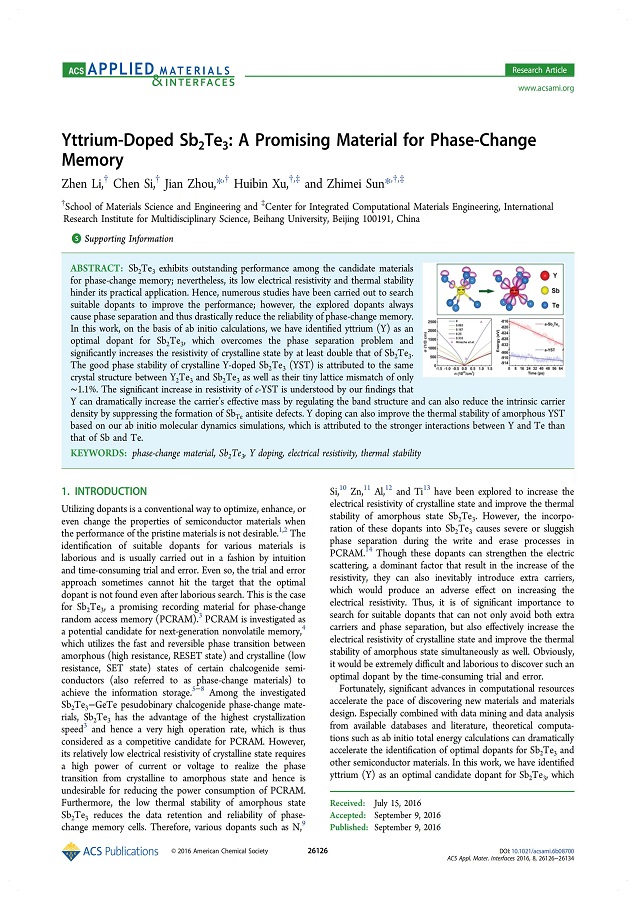 ACS APPLIED MATERIALS
& INTERFACES
Research Article
www.acsami.org
Yttrium-Doped Sb₂Te₃: A Promising Material for Phase-Change
Memory
Zhen Li,† Chen Si,† Jian Zhou,*,† Huibin Xu,†,‡ and Zhimei Sun*,†,‡
†School of Materials Science and Engineering and ‡Center for Integrated Computational Materials Engineering, International
Research Institute for Multidisciplinary Science, Beihang University, Beijing 100191, China
S Supporting Information
ABSTRACT: Sb₂Te₃ exhibits outstanding performance among the candidate materials
for phase-change memory; nevertheless, its low electrical resistivity and thermal stability
hinder its practical application. Hence, numerous studies have been carried out to search
suitable dopants to improve the performance; however, the explored dopants always
cause phase separation and thus drastically reduce the reliability of phase-change memory.
In this work, on the basis of ab initio calculations, we have identified yttrium (Y) as an
optimal dopant for Sb₂Te₃, which overcomes the phase separation problem and
significantly increases the resistivity of crystalline state by at least double that of Sb₂Te₃.
The good phase stability of crystalline Y-doped Sb₂Te₃ (YST) is attributed to the same
crystal structure between Y₂Te₃ and Sb₂Te₃ as well as their tiny lattice mismatch of only
~1.1%. The significant increase in resistivity of c-YST is understood by our findings that
Y can dramatically increase the carrier's effective mass by regulating the band structure and can also reduce the intrinsic carrier
density by suppressing the formation of Sb_Te antisite defects. Y doping can also improve the thermal stability of amorphous YST
based on our ab initio molecular dynamics simulations, which is attributed to the stronger interactions between Y and Te than
that of Sb and Te.
KEYWORDS: phase-change material, Sb₂Te₃, Y doping, electrical resistivity, thermal stability
Y
Sb
Te
1. INTRODUCTION
Utilizing dopants is a conventional way to optimize, enhance, or
even change the properties of semiconductor materials when
the performance of the pristine materials is not desirable.1,2 The
identification of suitable dopants for various materials is
laborious and is usually carried out in a fashion by intuition
and time-consuming trial and error. Even so, the trial and error
approach sometimes cannot hit the target that the optimal
dopant is not found even after laborious search. This is the case
for Sb₂Te₃, a promising recording material for phase-change
random access memory (PCRAM).3 PCRAM is investigated as
a potential candidate for next-generation nonvolatile memory,4
which utilizes the fast and reversible phase transition between
amorphous (high resistance, RESET state) and crystalline (low
resistance, SET state) states of certain chalcogenide semi-
conductors (also referred to as phase-change materials) to
achieve the information storage.5−8 Among the investigated
Sb₂Te₃−GeTe pesudobinary chalcogenide phase-change mate-
rials, Sb₂Te₃ has the advantage of the highest crystallization
speed3 and hence a very high operation rate, which is thus
considered as a competitive candidate for PCRAM. However,
its relatively low electrical resistivity of crystalline state requires
a high power of current or voltage to realize the phase
transition from crystalline to amorphous state and hence is
undesirable for reducing the power consumption of PCRAM.
Furthermore, the low thermal stability of amorphous state
Sb₂Te₃ reduces the data retention and reliability of phase-
change memory cells. Therefore, various dopants such as N,9
Si,10 Zn,11 Al,12 and Ti13 have been explored to increase the
electrical resistivity of crystalline state and improve the thermal
stability of amorphous state Sb₂Te₃. However, the incorpo-
ration of these dopants into Sb₂Te₃ causes severe or sluggish
phase separation during the write and erase processes in
PCRAM.14 Though these dopants can strengthen the electric
scattering, a dominant factor that result in the increase of the
resistivity, they can also inevitably introduce extra carriers,
which would produce an adverse effect on increasing the
electrical resistivity. Thus, it is of significant importance to
search for suitable dopants that can not only avoid both extra
carriers and phase separation, but also effectively increase the
electrical resistivity of crystalline state and improve the thermal
stability of amorphous state simultaneously as well. Obviously,
it would be extremely difficult and laborious to discover such an
optimal dopant by the time-consuming trial and error.
Fortunately, significant advances in computational resources
accelerate the pace of discovering new materials and materials
design. Especially combined with data mining and data analysis
from available databases and literature, theoretical computa-
tions such as ab initio total energy calculations can dramatically
accelerate the identification of optimal dopants for Sb₂Te₃ and
other semiconductor materials. In this work, we have identified
yttrium (Y) as an optimal candidate dopant for Sb₂Te₃, which
Received: July 15, 2016
Accepted: September 9, 2016
Published: September 9, 2016
ACS Publications
© 2016 American Chemical Society
26126
DOI: 10.1021/acsami.6b08700
ACS Appl. Mater. Interfaces 2016, 8, 26126−26134